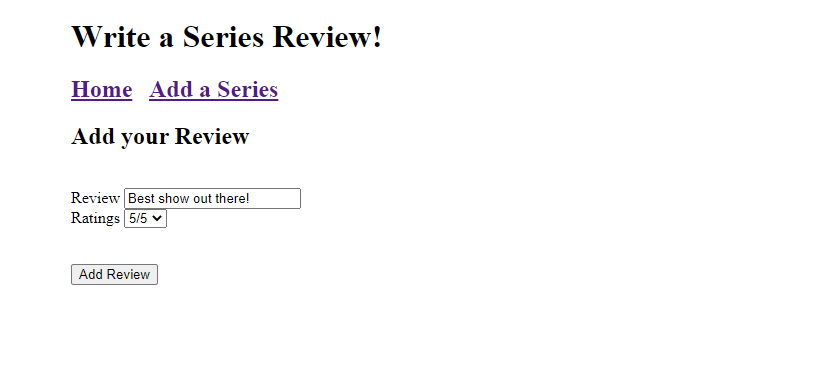 Write a Series Review!
Home Add a Series
Add your Review
Review Best show out there!
Ratings 5/5
Add Review